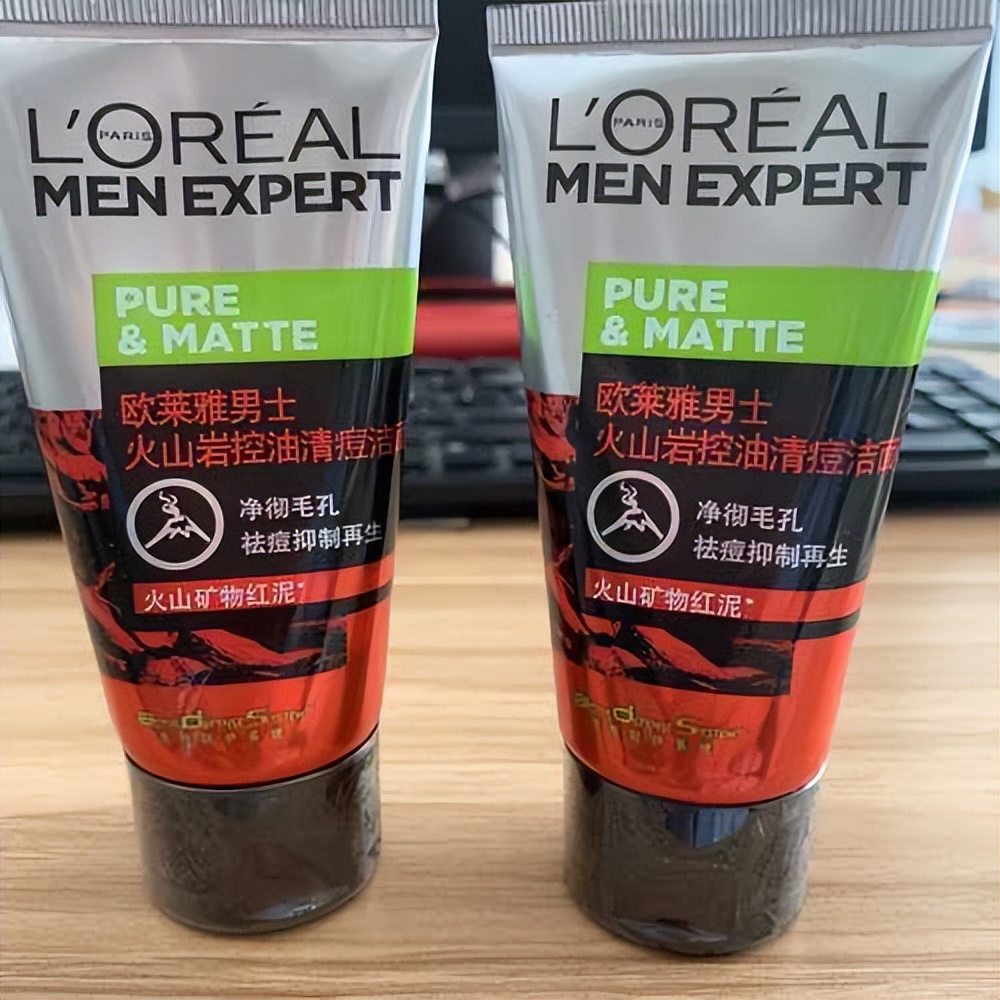 L'ORÉAL
PARIS
MEN EXPERT
PURE
& MATTE
欧莱雅男士
火山岩控油清痘洁面
净彻毛孔
祛痘抑制再生
火山矿物红泥
L'ORÉAL
PARIS
MEN EXPERT
PURE
& MATTE
欧莱雅男士
火山岩控油清痘洁面
净彻毛孔
祛痘抑制再生
火山矿物红泥